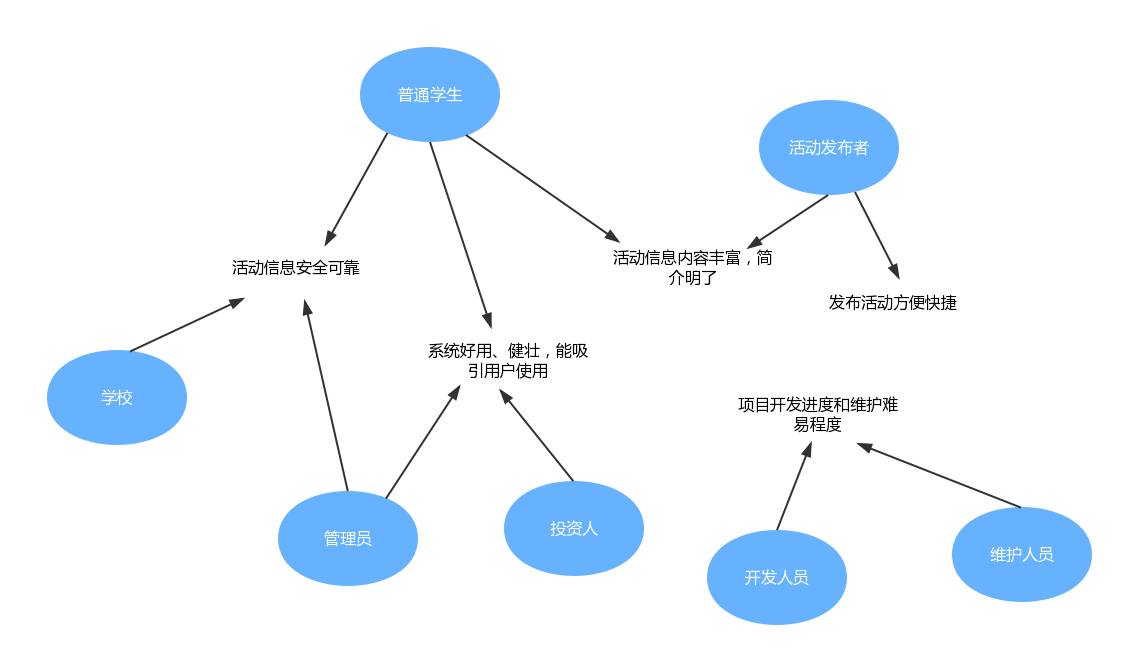 普通学生
活动发布者
活动信息安全可靠
活动信息内容丰富，简
介明了
发布活动方便快捷
系统好用、健壮，能吸
引用户使用
学校
项目开发进度和维护难
易程度
管理员
投资人
开发人员
维护人员